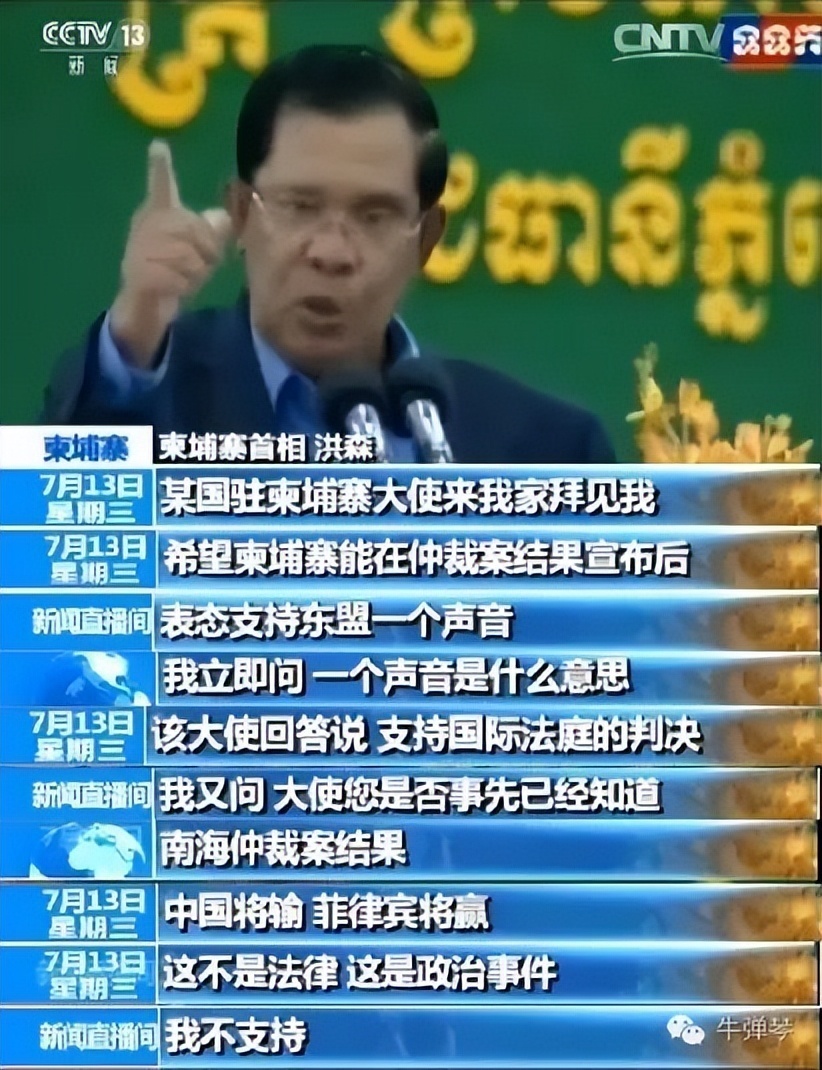 CCTV 13
新闻
CNTV
柬埔寨 柬埔寨首相 洪森
7月13日 星期三 某国驻柬埔寨大使来我家拜见我
7月13日 星期三 希望柬埔寨能在仲裁案结果宣布后
新闻直播间 表态支持东盟一个声音
我立即问 一个声音是什么意思
7月13日 星期三 该大使回答说 支持国际法庭的判决
新闻直播间 我又问 大使您是否事先已经知道
南海仲裁案结果
7月13日 星期三 中国将输 菲律宾将赢
7月13日 星期三 这不是法律 这是政治事件
新闻直播间 我不支持
牛弹琴